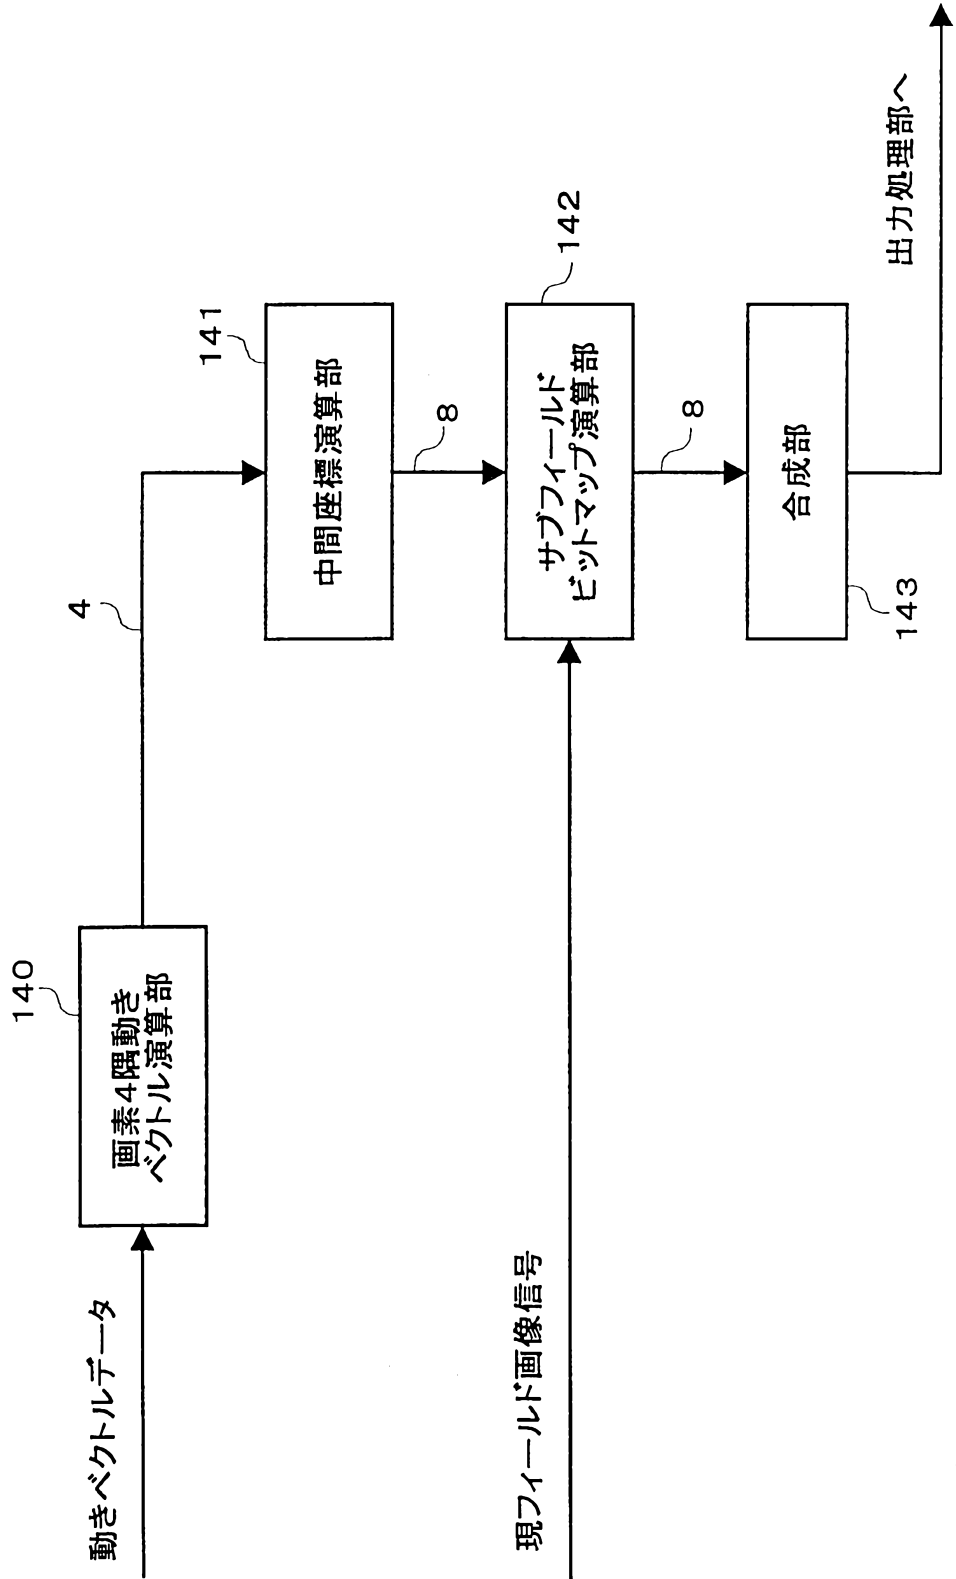 動きベクトルデータ
140
画素4隅動き
ベクトル演算部
4
141
中間座標演算部
8
現フィールド画像信号
142
サブフィールド
ビットマップ演算部
8
合成部
143
出力処理部へ